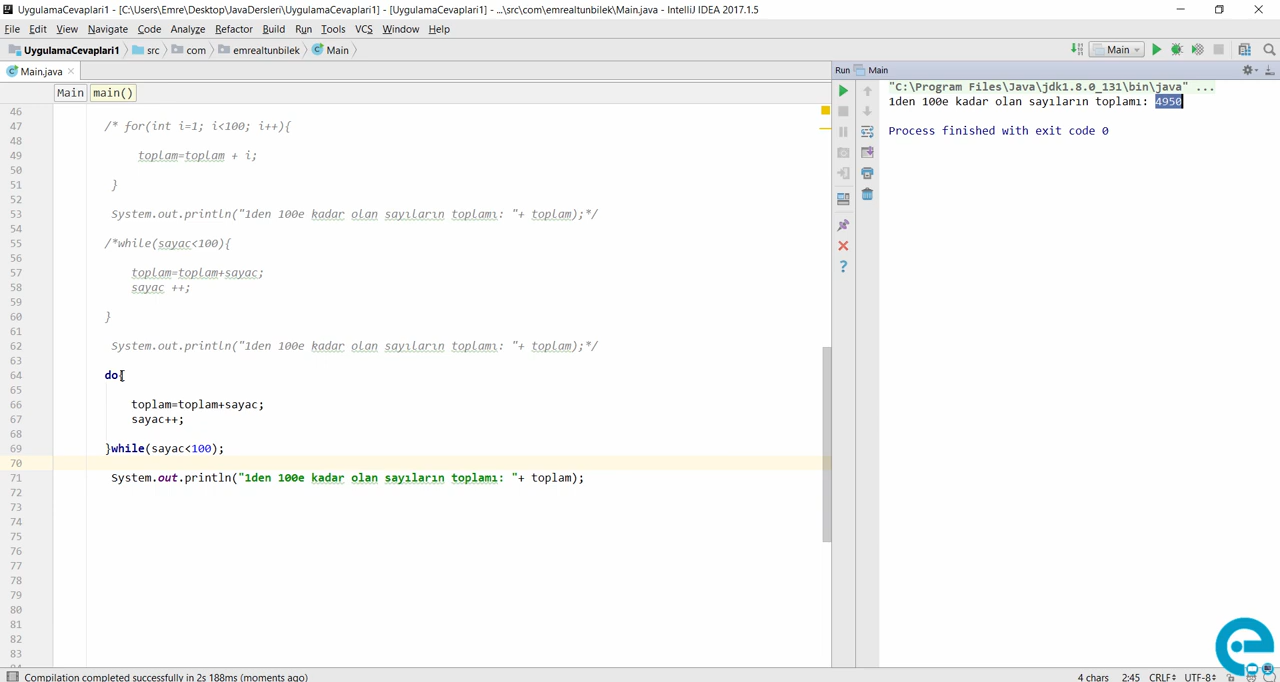 UygulamaCevaplari1 - [C:\Users\Emre\Desktop\JavaDersleri\UygulamaCevaplari1] - [UygulamaCevaplari1] - ...\src\com\emrealtunbilek\Main.java - IntelliJ IDEA 2017.1.5
File Edit View Navigate Code Analyze Refactor Build Run Tools VCS Window Help
UygulamaCevaplari1 src com emrealtunbilek Main Main
Main.java
Run Main
Main main()
"C:\Program Files\Java\jdk1.8.0_131\bin\java" ...
1den 100e kadar olan sayıların toplamı: 4950
Process finished with exit code 0
46
47 /* for(int i=1; i<100; i++){
48
49 toplam=toplam + i;
50
51 }
52
53 System.out.println("1den 100e kadar olan sayıların toplamı: "+ toplam);*/
54
55 /*while(sayac<100){
56
57 toplam=toplam+sayac;
58 sayac ++;
59
60 }
61
62 System.out.println("1den 100e kadar olan sayıların toplamı: "+ toplam);*/
63
64 do{
65
66 toplam=toplam+sayac;
67 sayac++;
68
69 }while(sayac<100);
70
71 System.out.println("1den 100e kadar olan sayıların toplamı: "+ toplam);
72
73
74
75
76
77
78
79
80
81
82
83
Compilation completed successfully in 2s 188ms (moments ago) 4 chars 2:45 CRLF UTF-8